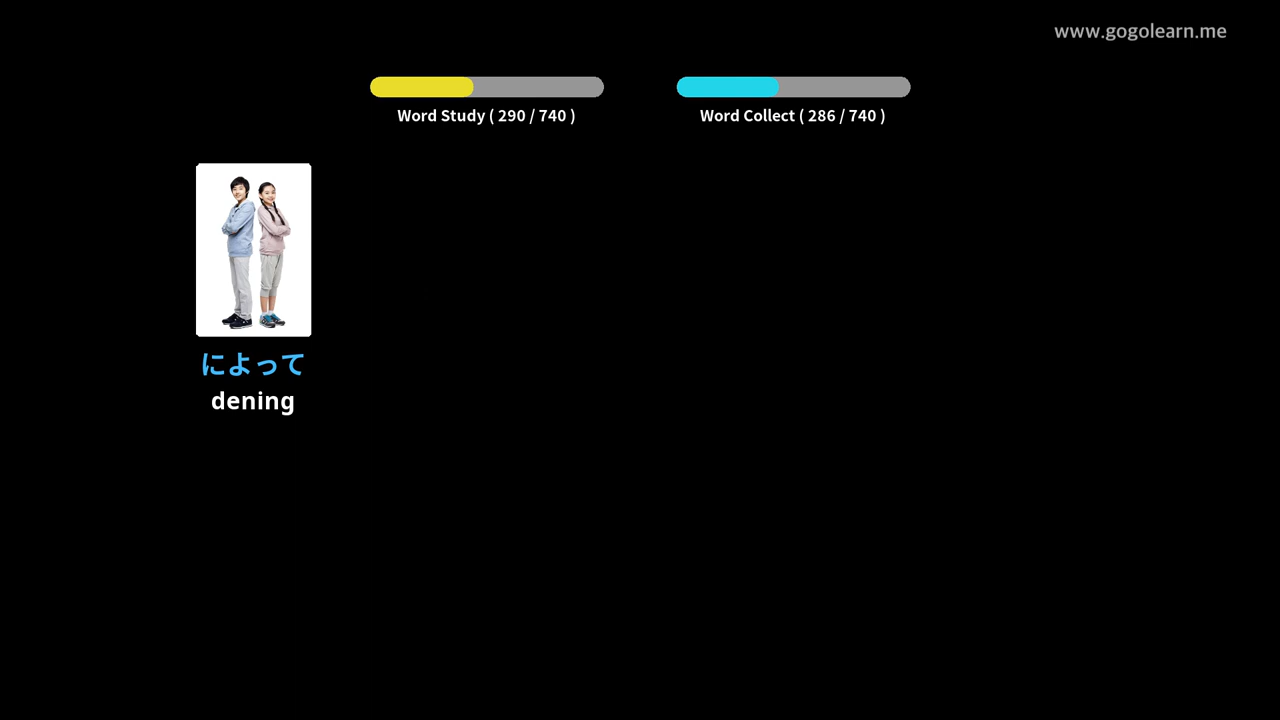 www.gogolearn.me
Word Study ( 290 / 740 )
Word Collect ( 286 / 740 )
によって
dening